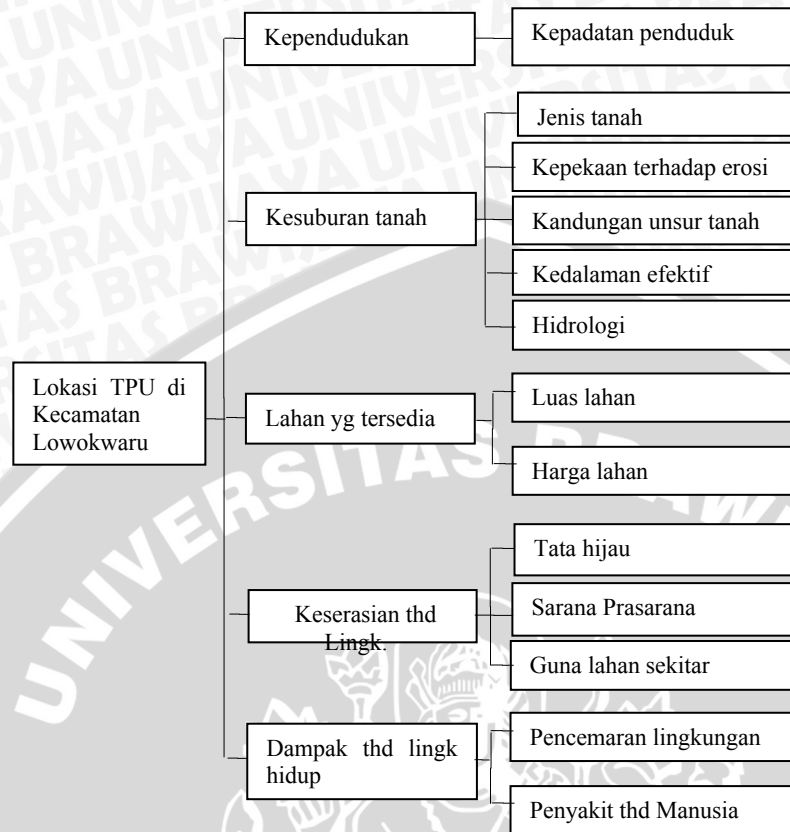 Kependudukan
Kepadatan penduduk
Kesuburan tanah
Jenis tanah
Kepekaan terhadap erosi
Kandungan unsur tanah
Kedalaman efektif
Hidrologi
Lokasi TPU di
Kecamatan
Lowokwaru
Lahan yg tersedia
Luas lahan
Harga lahan
Keserasian thd
Lingk.
Tata hijau
Sarana Prasarana
Guna lahan sekitar
Dampak thd lingk
hidup
Pencemaran lingkungan
Penyakit thd Manusia
UNIVERSITAS BRAWI